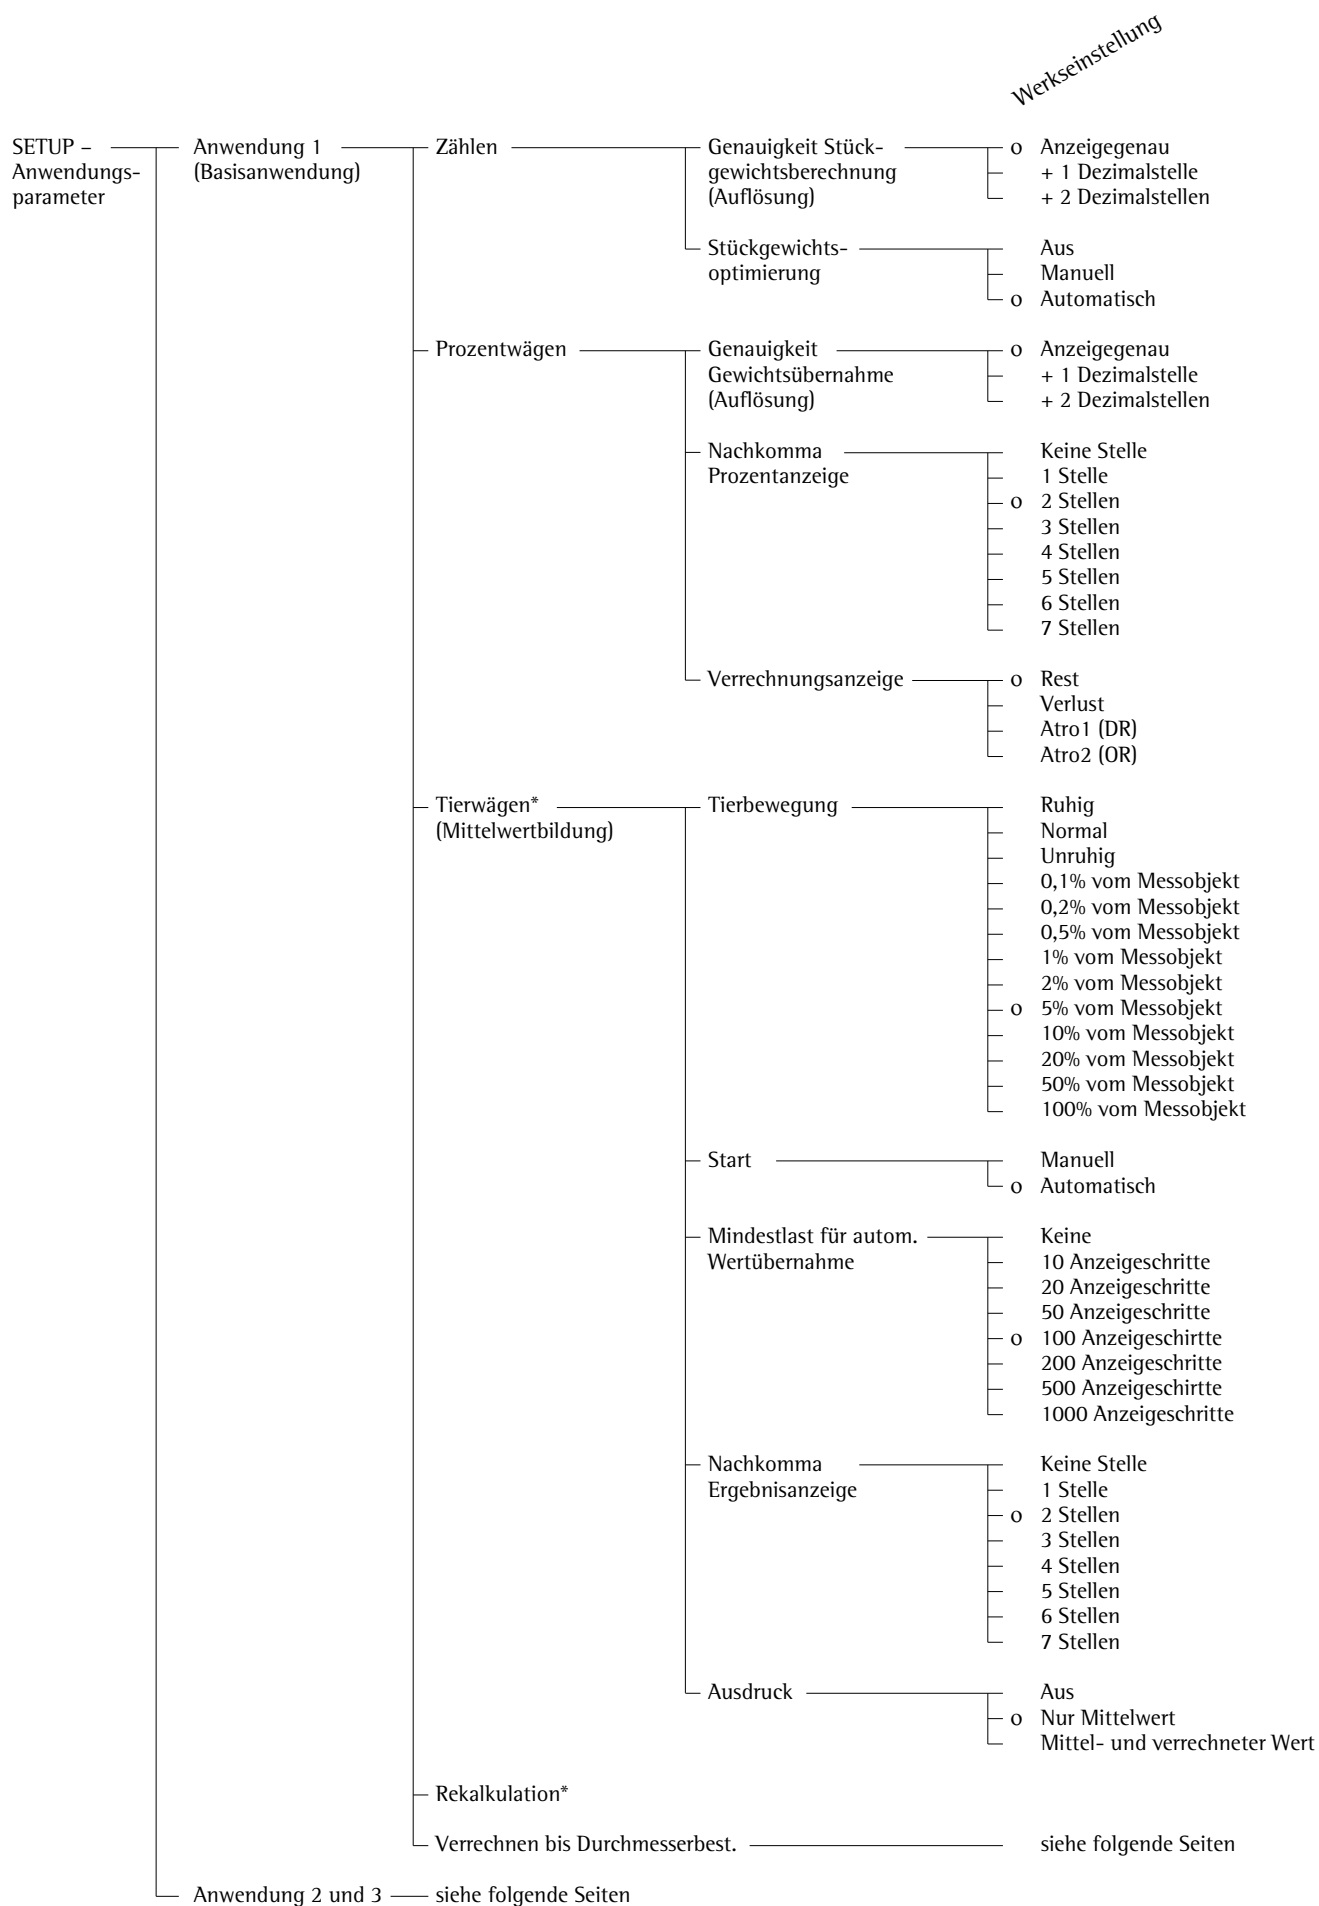 Werkseinstellung
SETUP –
Anwendungs-
parameter
Anwendung 1
(Basisanwendung)
Zählen
Genauigkeit Stück-
gewichtsberechnung
(Auflösung)
o Anzeigegenau
+ 1 Dezimalstelle
+ 2 Dezimalstellen
Stückgewichts-
optimierung
Aus
Manuell
o Automatisch
Prozentwägen
Genauigkeit
Gewichtsübernahme
(Auflösung)
o Anzeigegenau
+ 1 Dezimalstelle
+ 2 Dezimalstellen
Nachkomma
Prozentanzeige
Keine Stelle
1 Stelle
o 2 Stellen
3 Stellen
4 Stellen
5 Stellen
6 Stellen
7 Stellen
Verrechnungsanzeige
o Rest
Verlust
Atro1 (DR)
Atro2 (OR)
Tierwägen*
(Mittelwertbildung)
Tierbewegung
Ruhig
Normal
Unruhig
0,1% vom Messobjekt
0,2% vom Messobjekt
0,5% vom Messobjekt
1% vom Messobjekt
2% vom Messobjekt
o 5% vom Messobjekt
10% vom Messobjekt
20% vom Messobjekt
50% vom Messobjekt
100% vom Messobjekt
Start
Manuell
o Automatisch
Mindestlast für autom.
Wertübernahme
Keine
10 Anzeigeschritte
20 Anzeigeschritte
50 Anzeigeschritte
o 100 Anzeigeschirtte
200 Anzeigeschritte
500 Anzeigeschirtte
1000 Anzeigeschritte
Nachkomma
Ergebnisanzeige
Keine Stelle
1 Stelle
o 2 Stellen
3 Stellen
4 Stellen
5 Stellen
6 Stellen
7 Stellen
Ausdruck
Aus
o Nur Mittelwert
Mittel- und verrechneter Wert
Rekalkulation*
Verrechnen bis Durchmesserbest.
siehe folgende Seiten
Anwendung 2 und 3
siehe folgende Seiten